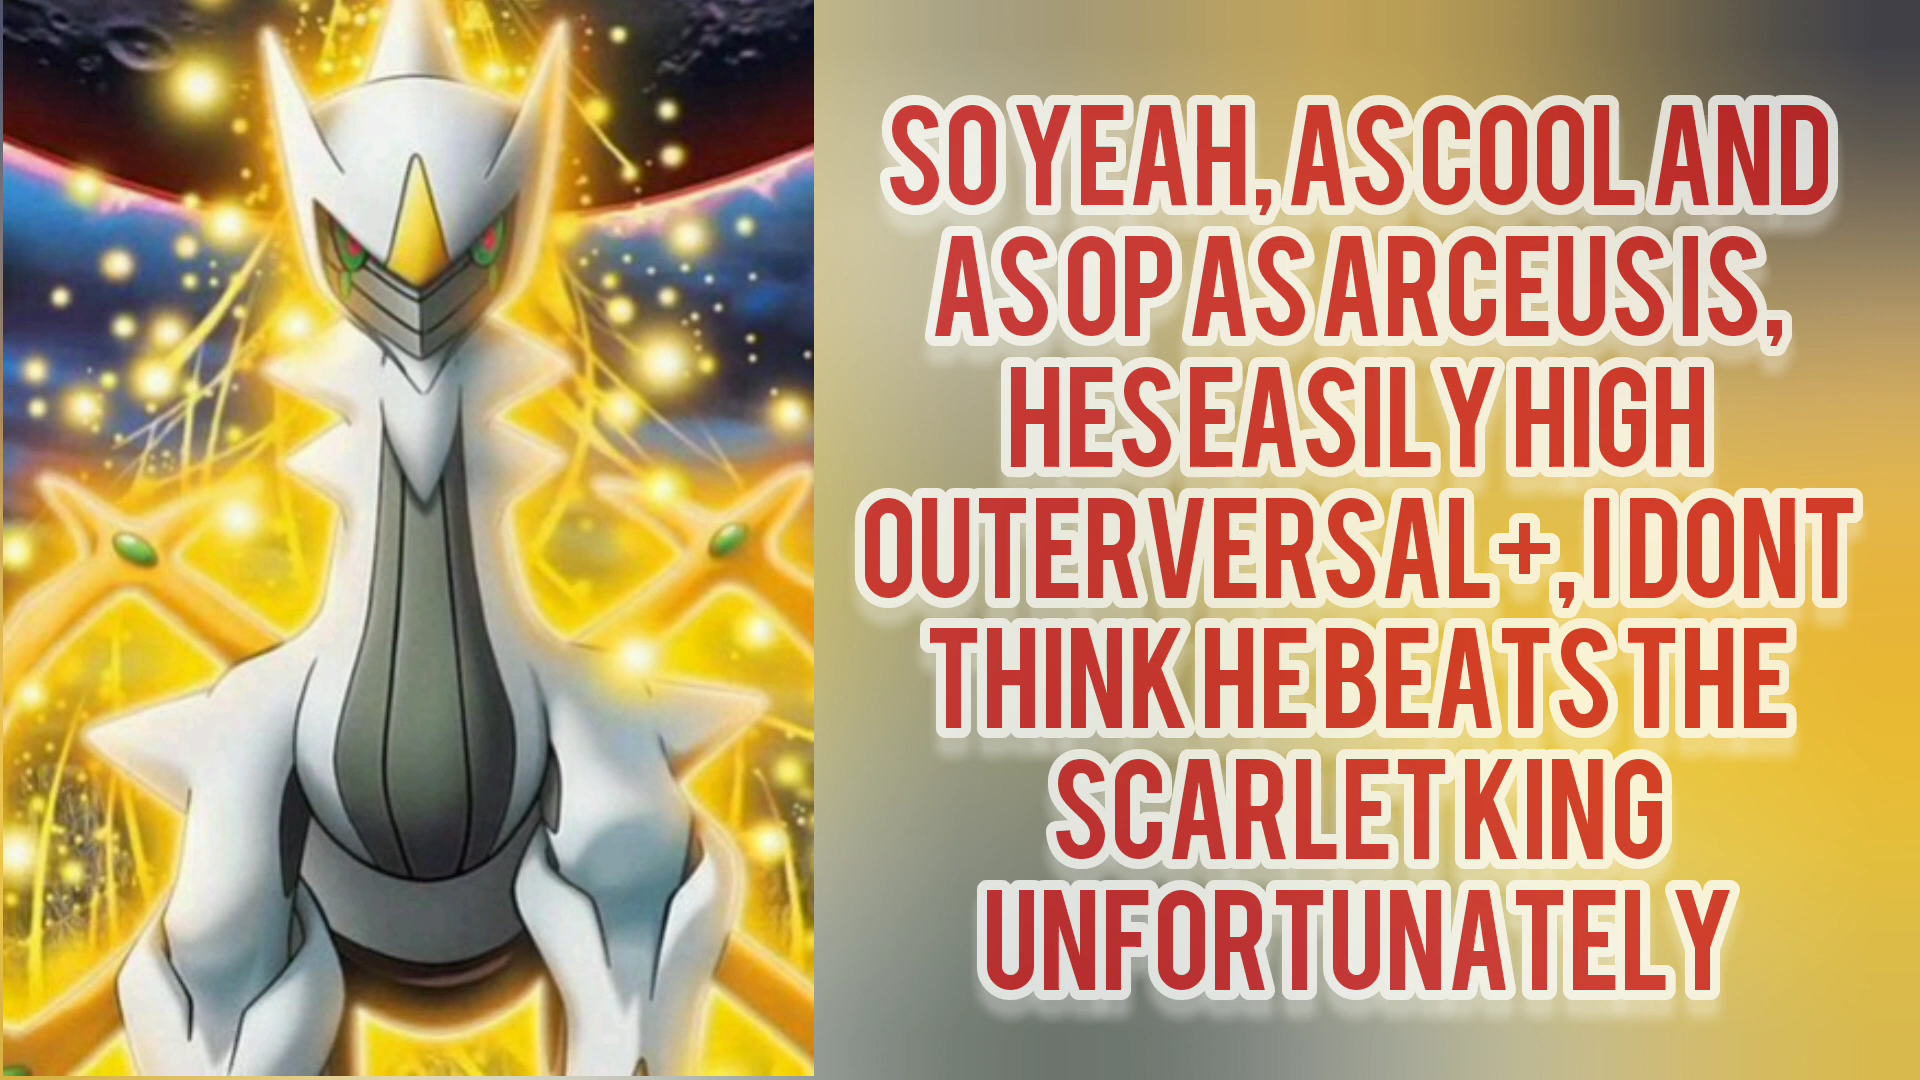 SO YEAH, AS COOL AND
AS OP AS ARCEUS IS,
HES EASILY HIGH
OUTERVERSAL+, I DONT
THINK HE BEATS THE
SCARLET KING
UNFORTUNATELY